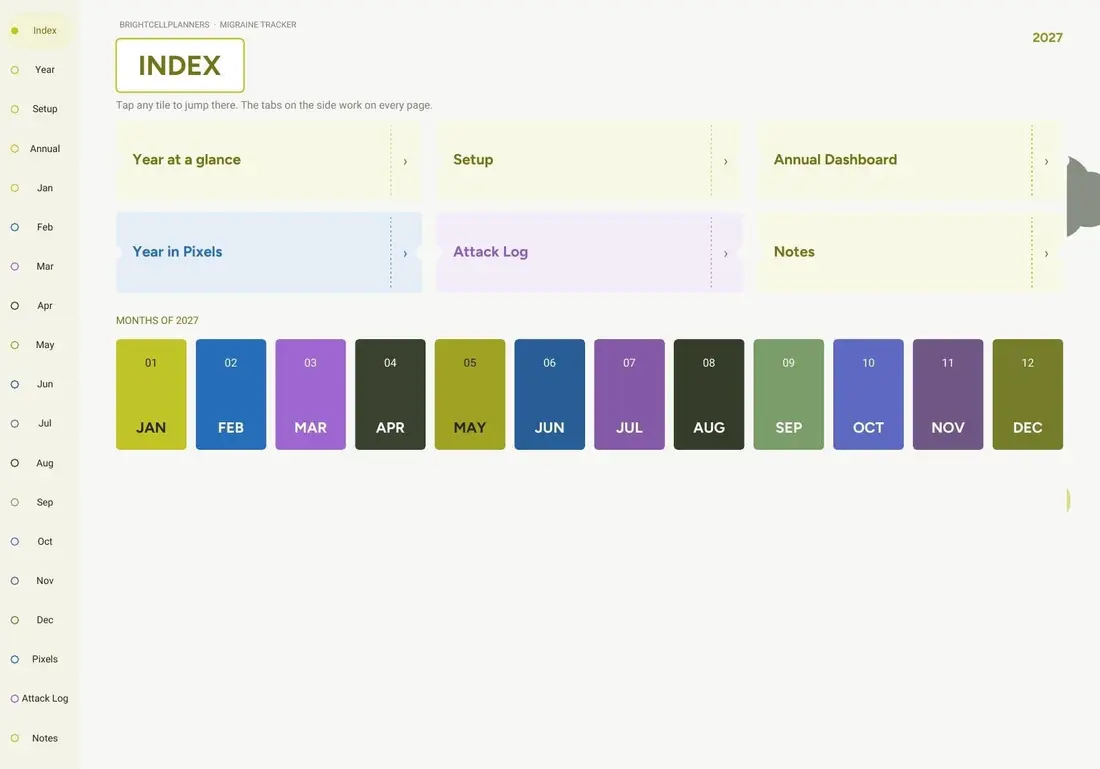 Index
Year
Setup
Annual
Jan
Feb
Mar
Apr
May
Jun
Jul
Aug
Sep
Oct
Nov
Dec
Pixels
Attack Log
Notes
BRIGHTCELLPLANNERS · MIGRAINE TRACKER
2027
INDEX
Tap any tile to jump there. The tabs on the side work on every page.
Year at a glance ›
Setup ›
Annual Dashboard ›
Year in Pixels ›
Attack Log ›
Notes ›
MONTHS OF 2027
01 02 03 04 05 06 07 08 09 10 11 12
JAN FEB MAR APR MAY JUN JUL AUG SEP OCT NOV DEC